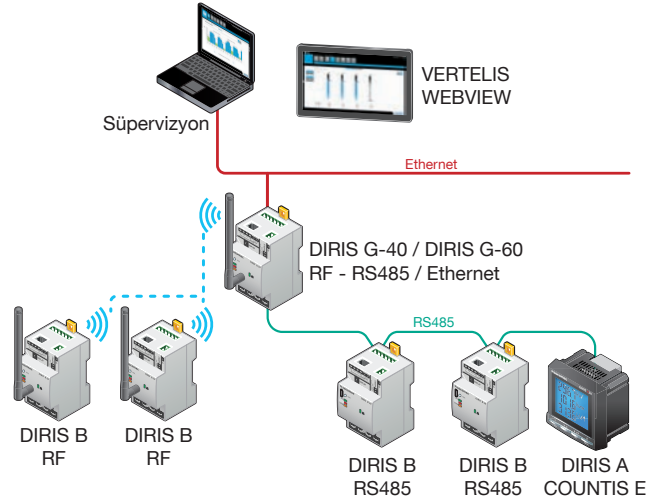 VERTELIS
WEBVIEW
Süpervizyon
Ethernet
DIRIS G-40 / DIRIS G-60
RF - RS485 / Ethernet
RS485
DIRIS B
RF
DIRIS B
RF
DIRIS B
RS485
DIRIS B
RS485
DIRIS A
COUNTIS E